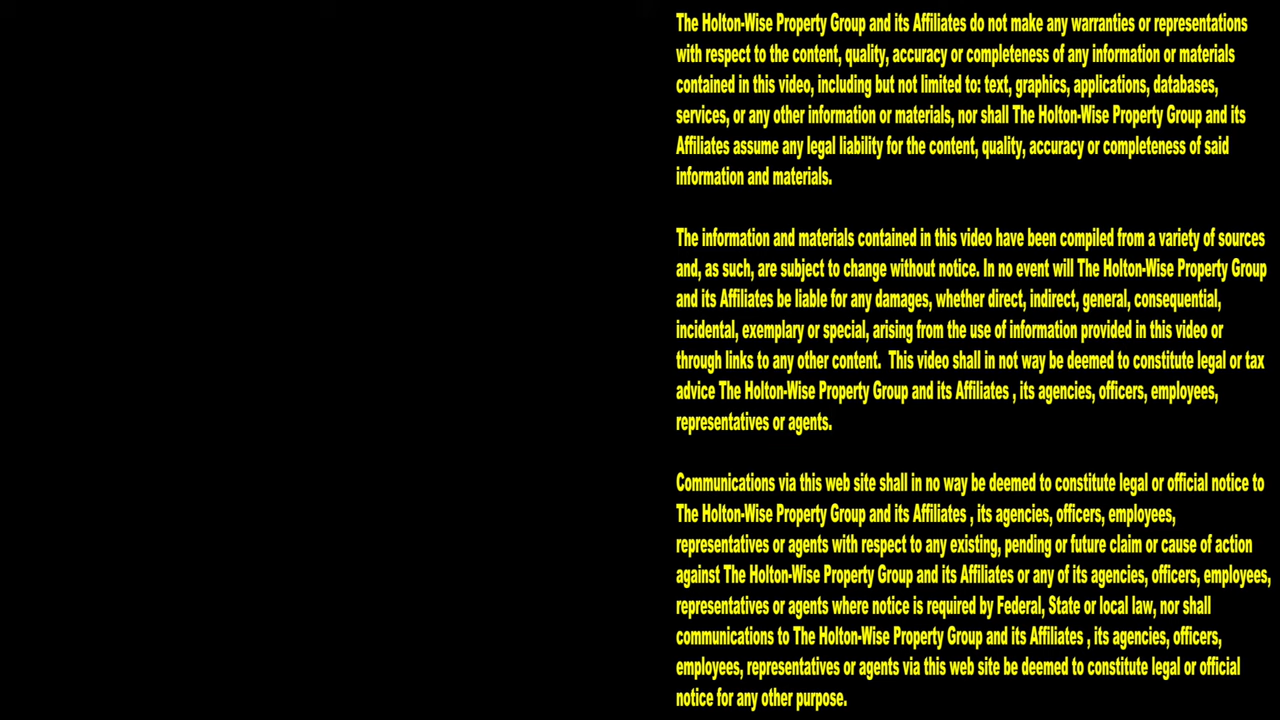 The Holton-Wise Property Group and its Affiliates do not make any warranties or representations
with respect to the content, quality, accuracy or completeness of any information or materials
contained in this video, including but not limited to: text, graphics, applications, databases,
services, or any other information or materials, nor shall The Holton-Wise Property Group and its
Affiliates assume any legal liability for the content, quality, accuracy or completeness of said
information and materials.
The information and materials contained in this video have been compiled from a variety of sources
and, as such, are subject to change without notice. In no event will The Holton-Wise Property Group
and its Affiliates be liable for any damages, whether direct, indirect, general, consequential,
incidental, exemplary or special, arising from the use of information provided in this video or
through links to any other content.  This video shall in not way be deemed to constitute legal or tax
advice The Holton-Wise Property Group and its Affiliates , its agencies, officers, employees,
representatives or agents.
Communications via this web site shall in no way be deemed to constitute legal or official notice to
The Holton-Wise Property Group and its Affiliates , its agencies, officers, employees,
representatives or agents with respect to any existing, pending or future claim or cause of action
against The Holton-Wise Property Group and its Affiliates or any of its agencies, officers, employees,
representatives or agents where notice is required by Federal, State or local law, nor shall
communications to The Holton-Wise Property Group and its Affiliates , its agencies, officers,
employees, representatives or agents via this web site be deemed to constitute legal or official
notice for any other purpose.